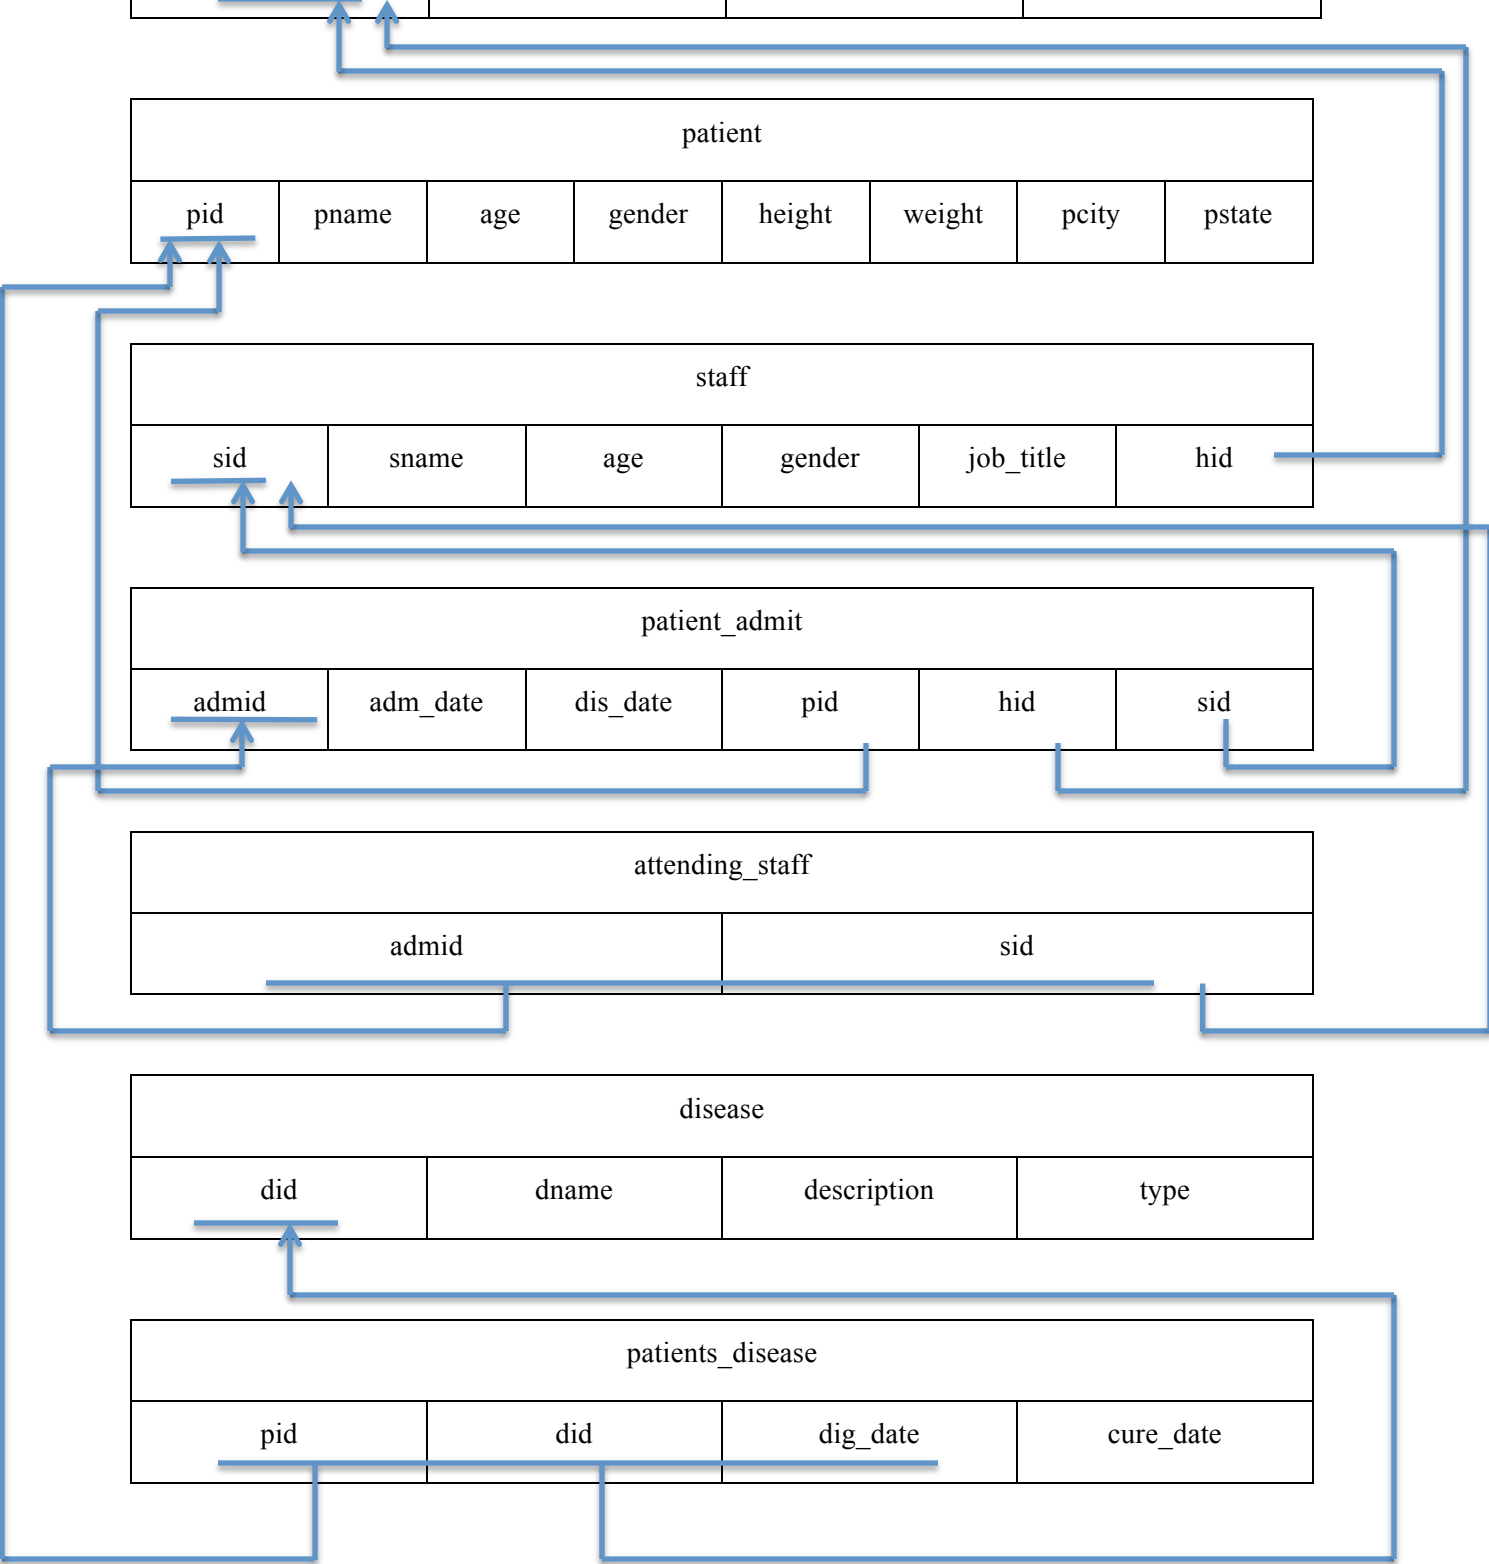 patient
pid pname age gender height weight pcity pstate
staff
sid sname age gender job_title hid
patient_admit
admid adm_date dis_date pid hid sid
attending_staff
admid sid
disease
did dname description type
patients_disease
pid did dig_date cure_date